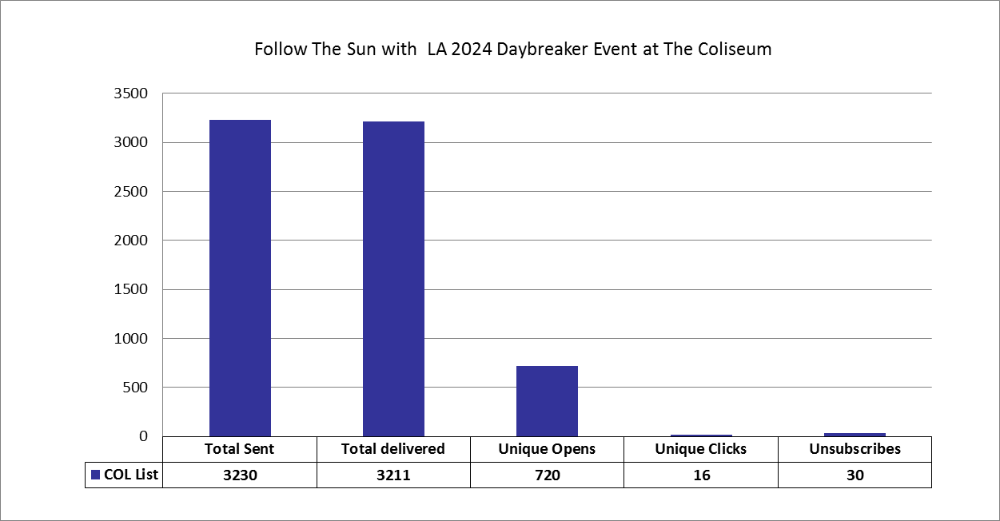 Follow The Sun with  LA 2024 Daybreaker Event at The Coliseum
3500
3000
2500
2000
1500
1000
500
0
Total Sent Total delivered Unique Opens Unique Clicks Unsubscribes
COL List 3230 3211 720 16 30